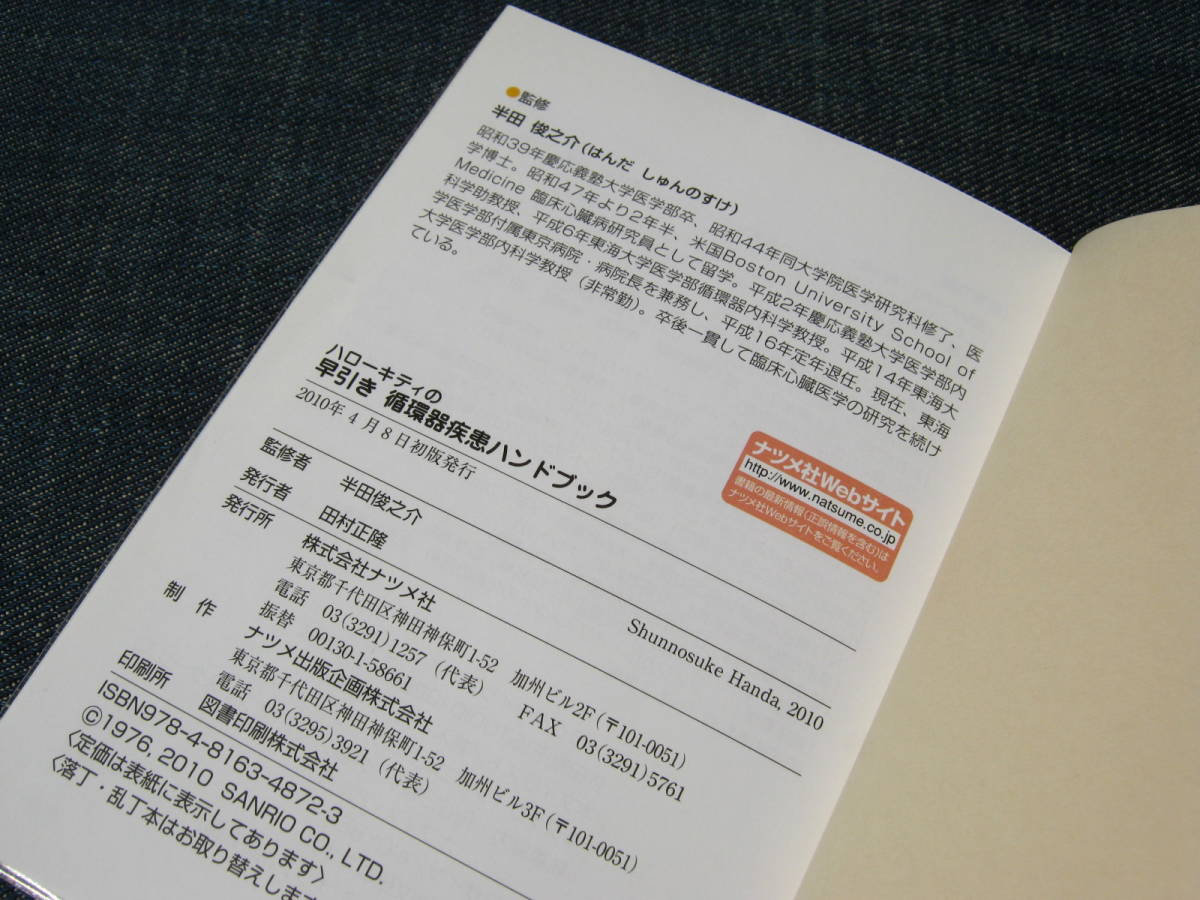 ●監修
半田 俊之介(はんだ しゅんのすけ)
昭和39年慶応義塾大学医学部卒、昭和44年同大学院医学研究科修了、医
学博士。昭和47年より2年半、米国Boston University School of
Medicine 臨床心臓病研究員として留学。平成2年慶応義塾大学医学部内
科学助教授、平成6年東海大学医学部循環器内科学教授。平成14年東海大
学医学部付属東京病院・病院長を兼務し、平成16年定年退任。現在、東海
大学医学部内科学教授(非常勤)。卒後一貫して臨床心臓医学の研究を続け
ている。
ナツメ社Webサイト
http://www.natsume.co.jp
書籍の最新情報(正誤情報を含む)は
ナツメ社Webサイトをご覧ください。
ハローキティの
早引き 循環器疾患ハンドブック
2010年4月8日初版発行
監修者 半田俊之介 Shunnosuke Handa, 2010
発行者 田村正隆
発行所 株式会社ナツメ社
東京都千代田区神田神保町1-52 加州ビル2F(〒101-0051)
電話 03(3291)1257(代表) FAX 03(3291)5761
振替 00130-1-58661
制作 ナツメ出版企画株式会社
東京都千代田区神田神保町1-52 加州ビル3F(〒101-0051)
電話 03(3295)3921(代表)
印刷所 図書印刷株式会社
ISBN978-4-8163-4872-3
©1976, 2010 SANRIO CO., LTD.
〈定価は表紙に表示してあります〉
〈落丁・乱丁本はお取り替えします